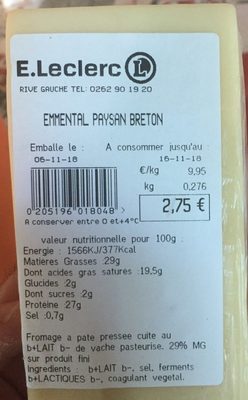 E.Leclerc L
RIVE GAUCHE TEL: 0262 90 19 20
EMMENTAL PAYSAN BRETON
Emballe le : A consommer jusqu'au :
06-11-18 16-11-18
€/kg 9,95
kg 0,276
0 205196 018048 > 2,75 €
A conserver entre 0 et+4°C
valeur nutritionnelle pour 100g :
Energie : 1566KJ/377Kcal
Matieres Grasses :29g
Dont acides gras satures :19,5g
Glucides :2g
Dont sucres :2g
Proteine :27g
Sel :0,7g
Fromage a pate pressee cuite au
b+LAIT b- de vache pasteurise. 29% MG
sur produit fini
Ingredients : b+LAIT b-, sel, ferments
b+LACTIQUES b-, coagulant vegetal.